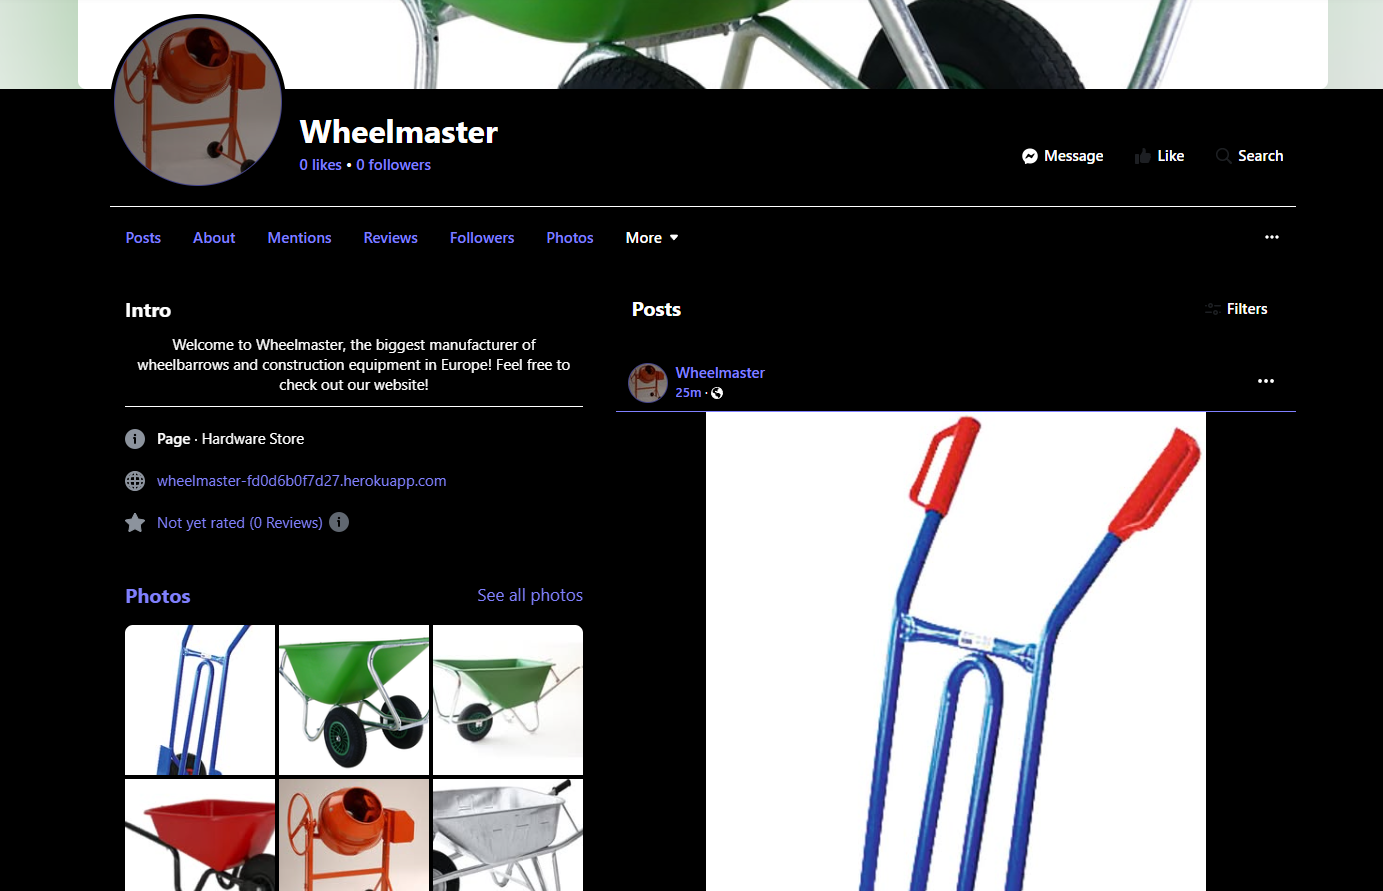 Wheelmaster
0 likes • 0 followers
Message
Like
Search
Posts
About
Mentions
Reviews
Followers
Photos
More
Intro
Welcome to Wheelmaster, the biggest manufacturer of
wheelbarrows and construction equipment in Europe! Feel free to
check out our website!
Page · Hardware Store
wheelmaster-fd0d6b0f7d27.herokuapp.com
Not yet rated (0 Reviews)
Photos
See all photos
Posts
Filters
Wheelmaster
25m ·